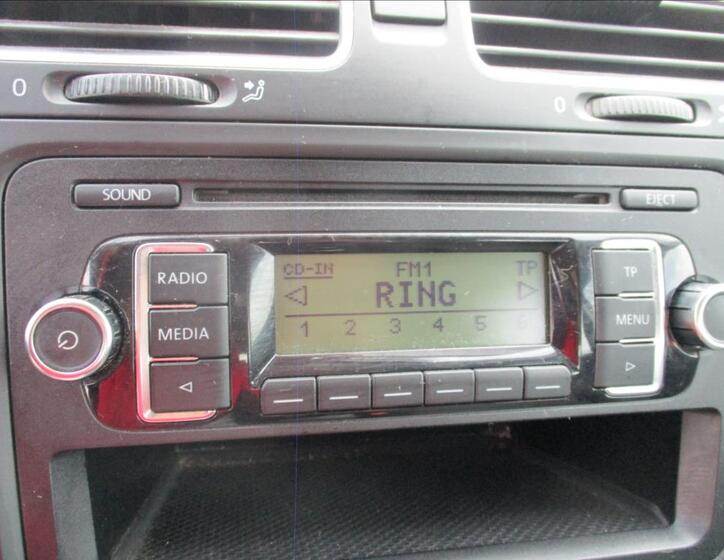 0
0
SOUND
EJECT
RADIO
MEDIA
CD-IN FM1 TP
RING
1 2 3 4 5 6
TP
MENU